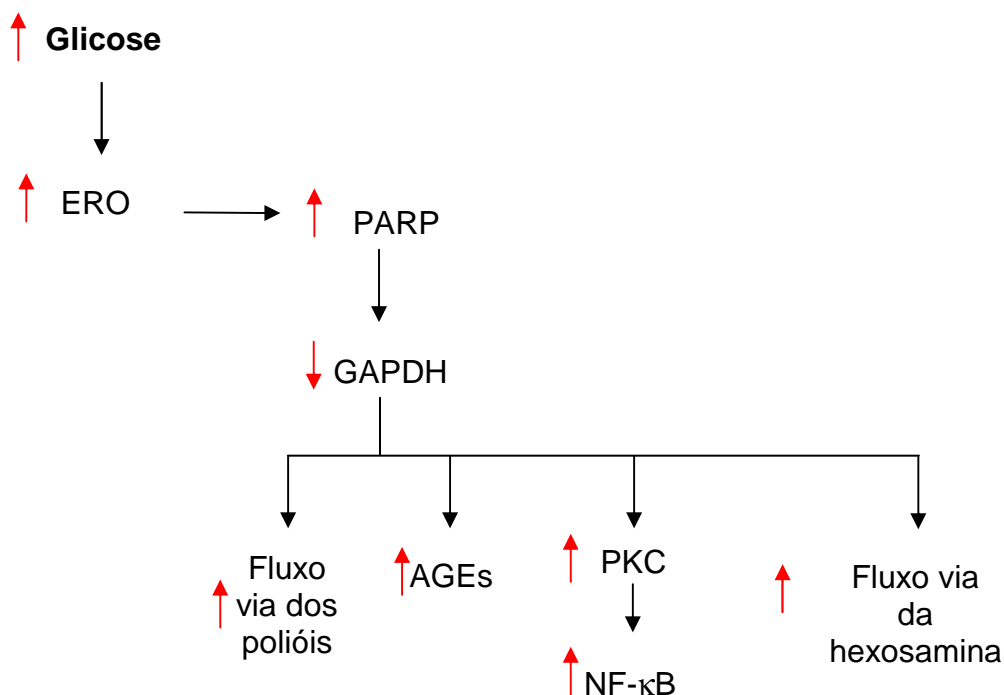 Glicose
ERO
PARP
GAPDH
Fluxo
via dos
polióis
AGEs
PKC
NF-κB
Fluxo via
da
hexosamina